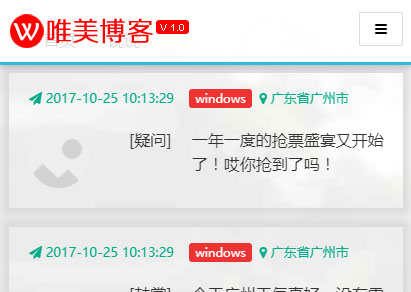 唯美博客 V 1.0
2017-10-25 10:13:29 windows 广东省广州市
[疑问] 一年一度的抢票盛宴又开始
了！哎你抢到了吗！
2017-10-25 10:13:29 windows 广东省广州市